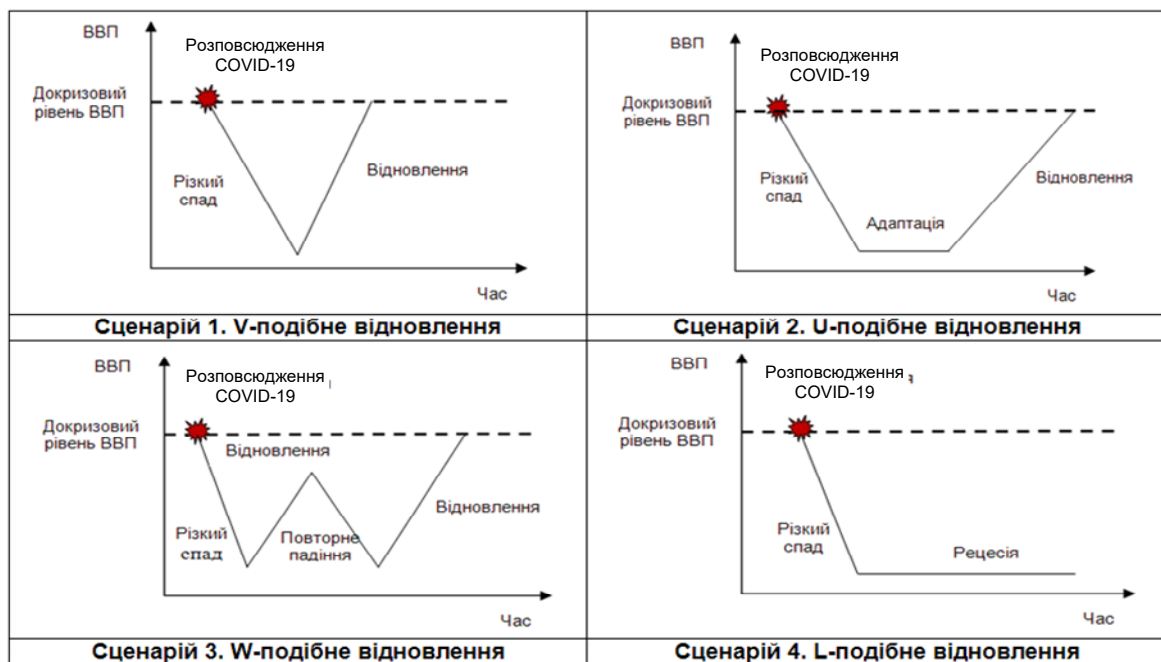 ВВП
Розповсюдження
COVID-19
Докризовий
рівень ВВП
Різкий
спад
Відновлення
Час
Сценарій 1. V-подібне відновлення
ВВП
Розповсюдження
COVID-19
Докризовий
рівень ВВП
Різкий
спад
Адаптація
Відновлення
Час
Сценарій 2. U-подібне відновлення
ВВП
Розповсюдження
COVID-19
Докризовий
рівень ВВП
Відновлення
Різкий
спад
Повторне
падіння
Відновлення
Час
Сценарій 3. W-подібне відновлення
ВВП
Розповсюдження
COVID-19
Докризовий
рівень ВВП
Різкий
спад
Рецесія
Час
Сценарій 4. L-подібне відновлення